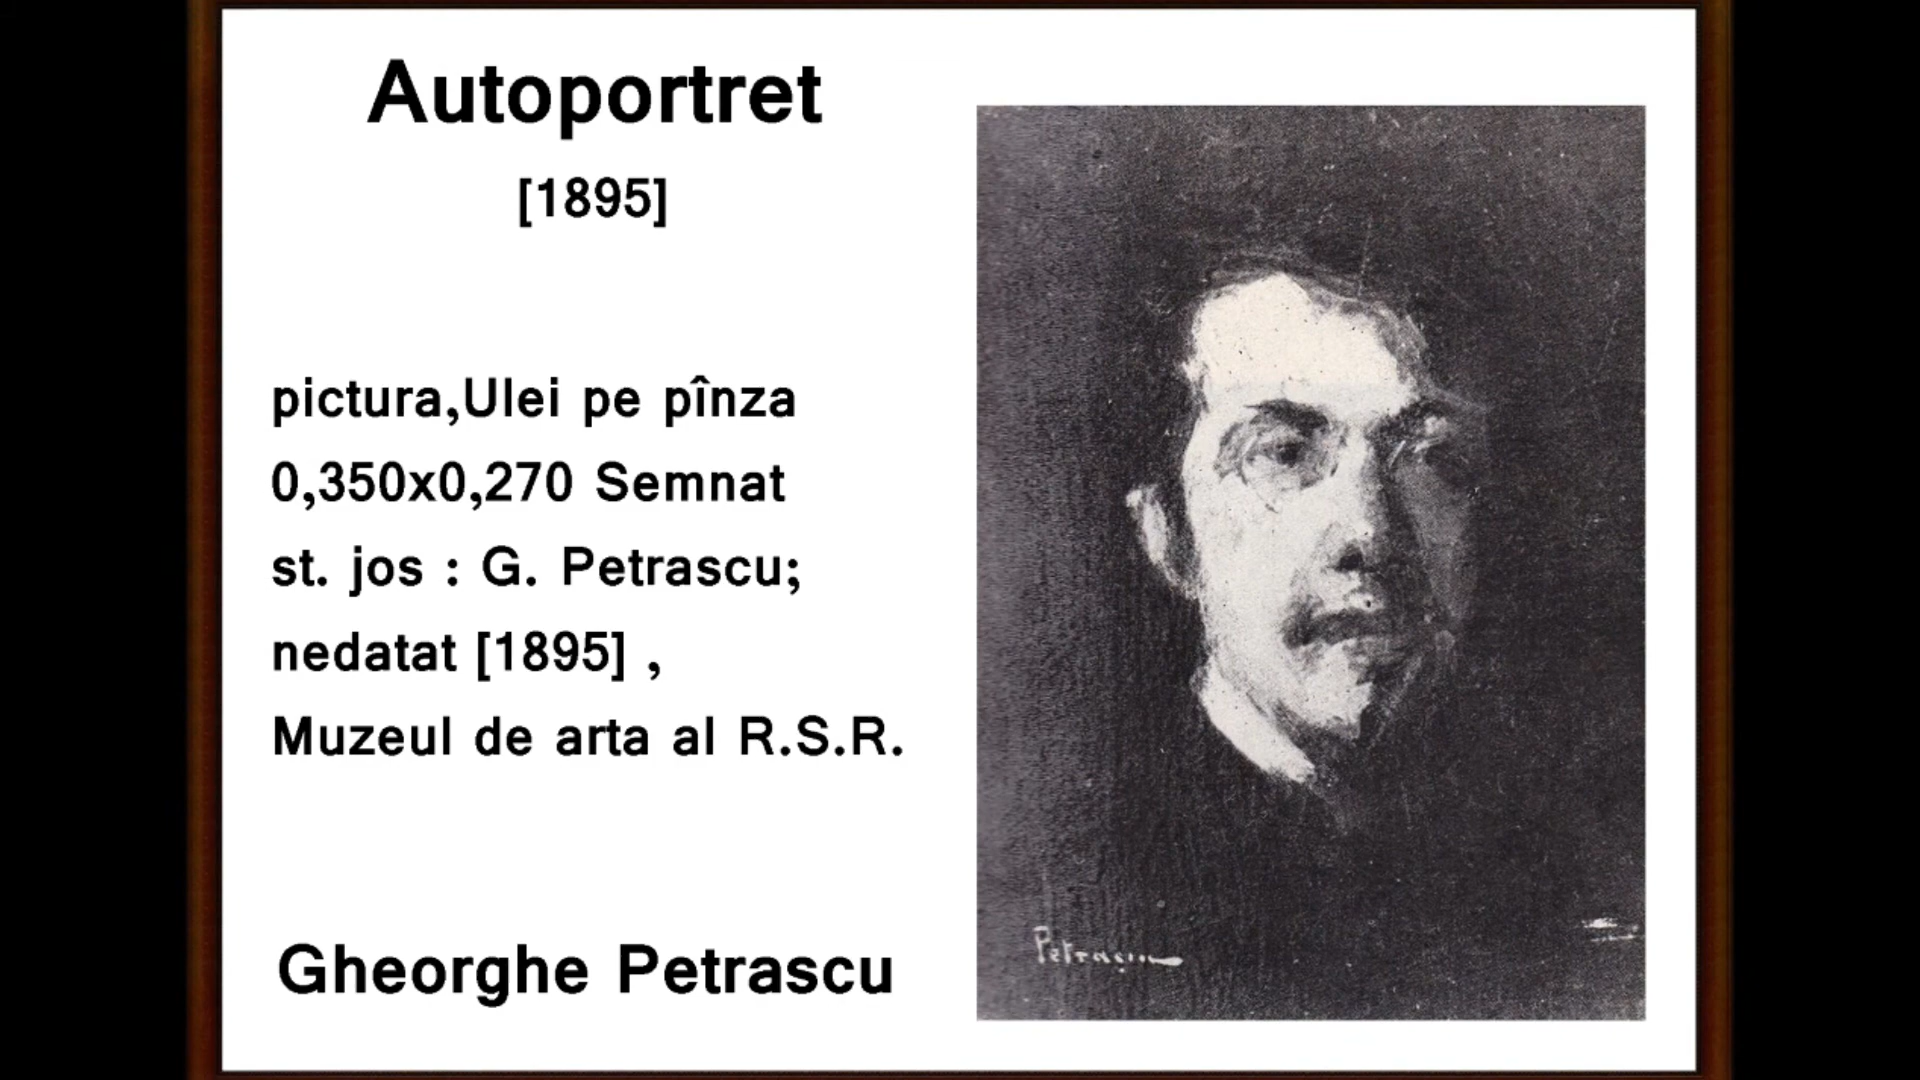 Autoportret
[1895]
pictura,Ulei pe pînza
0,350x0,270 Semnat
st. jos : G. Petrascu;
nedatat [1895] ,
Muzeul de arta al R.S.R.
Gheorghe Petrascu
Petrașcu